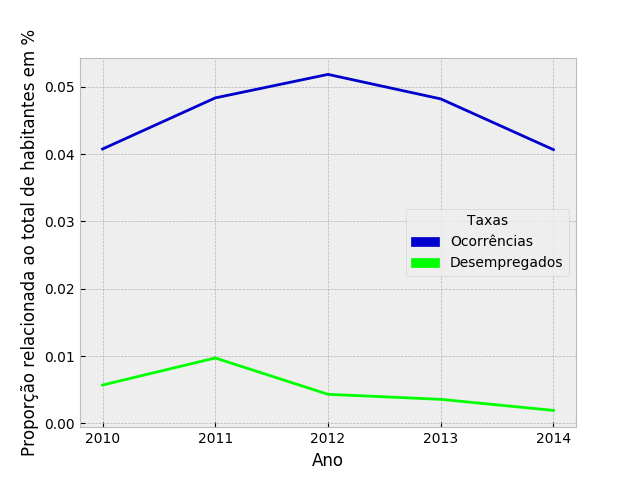 Proporção relacionada ao total de habitantes em %
0.05
0.04
0.03
0.02
0.01
0.00
Taxas
Ocorrências
Desempregados
2010 2011 2012 2013 2014
Ano